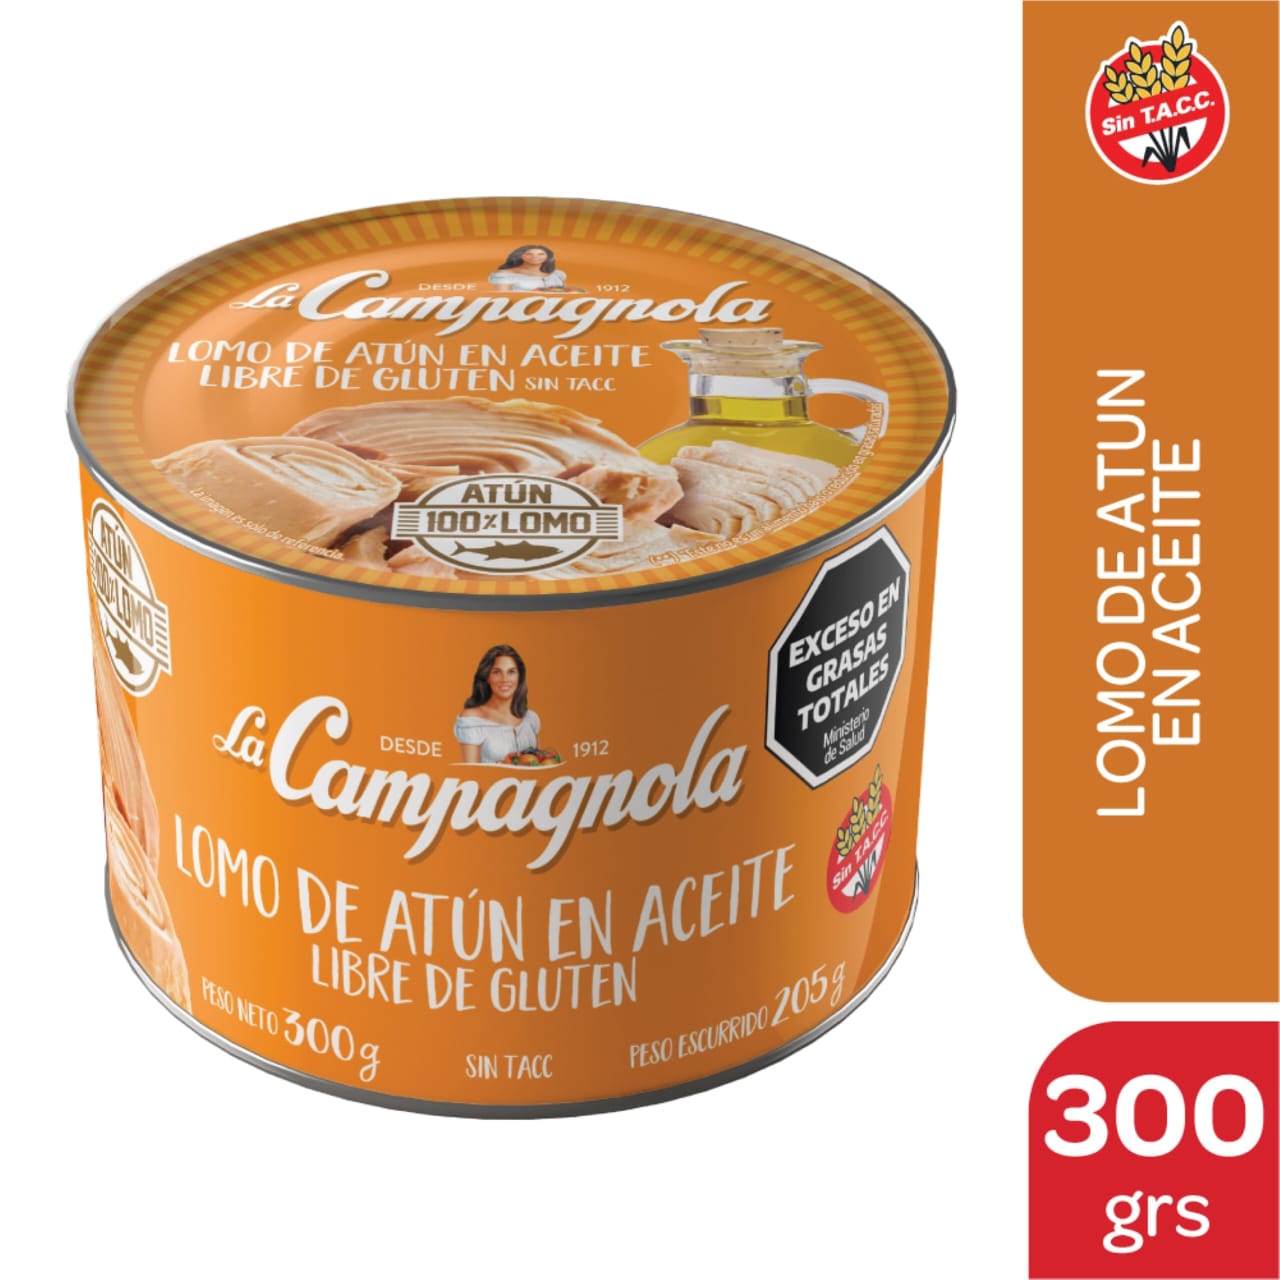 DESDE 1912
La Campagnola
LOMO DE ATÚN EN ACEITE
LIBRE DE GLUTEN SIN TACC
ATÚN
100% LOMO
La imagen es solo de referencia.
ATÚN
100% LOMO
EXCESO EN
GRASAS
TOTALES
Ministerio
de Salud
DESDE 1912
La Campagnola
Sin T.A.C.C.
LOMO DE ATÚN EN ACEITE
LIBRE DE GLUTEN
PESO NETO 300g
SIN TACC
PESO ESCURRIDO 205g
Sin T.A.C.C.
LOMO DE ATUN
EN ACEITE
300
grs